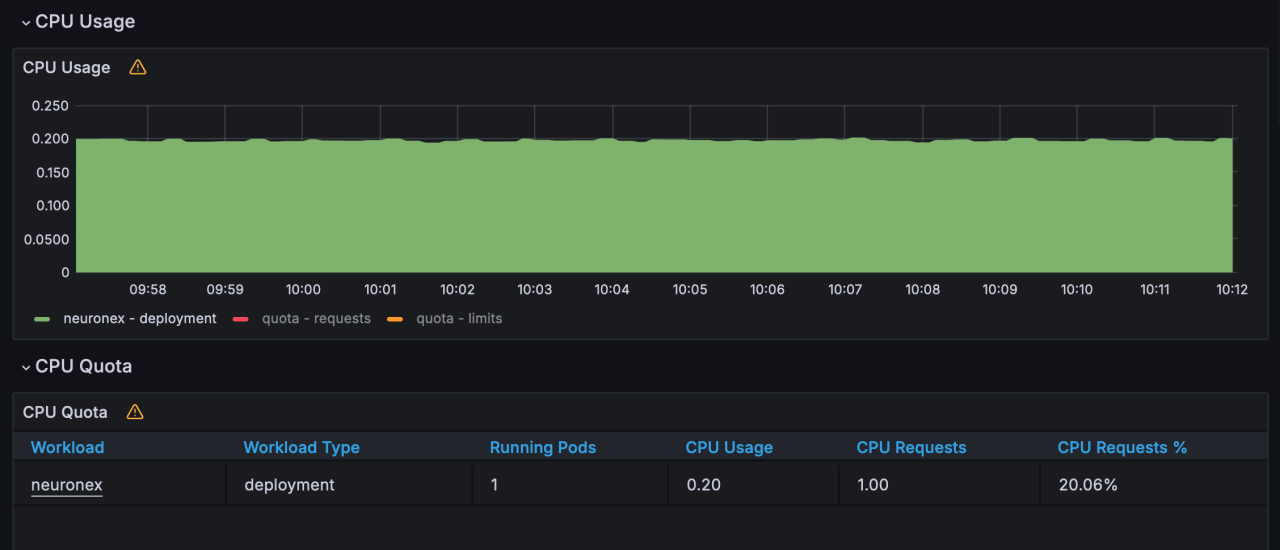 CPU Usage
CPU Usage
0.250
0.200
0.150
0.100
0.0500
0
09:58 09:59 10:00 10:01 10:02 10:03 10:04 10:05 10:06 10:07 10:08 10:09 10:10 10:11 10:12
neuronex - deployment quota - requests quota - limits
CPU Quota
CPU Quota
Workload Workload Type Running Pods CPU Usage CPU Requests CPU Requests %
neuronex deployment 1 0.20 1.00 20.06%